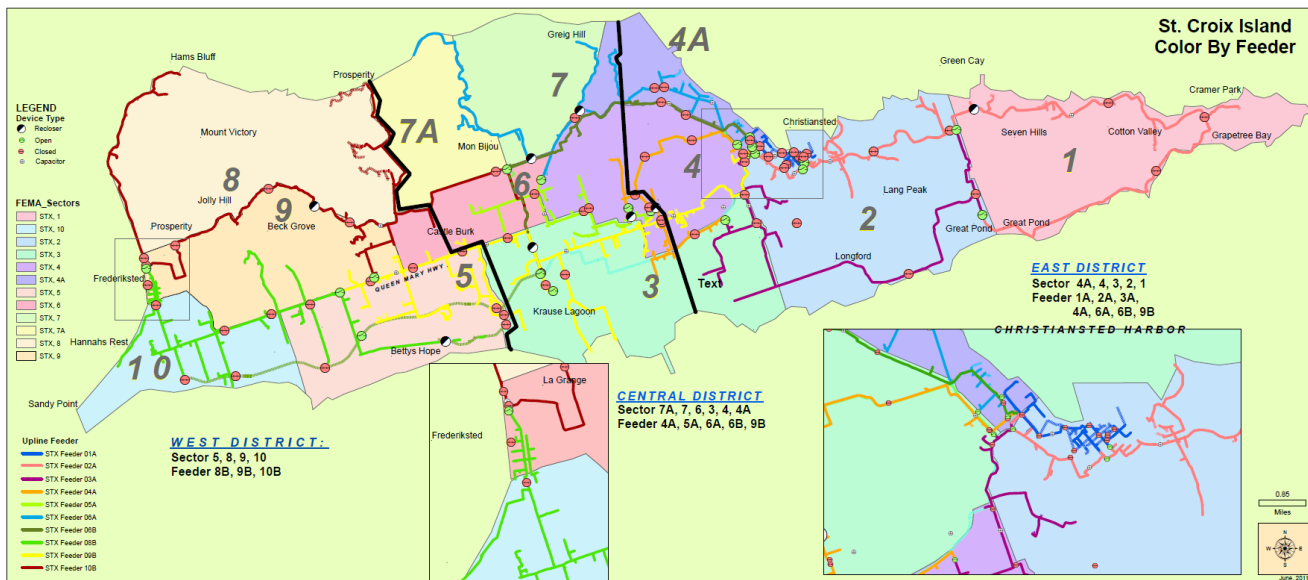 St. Croix Island
Color By Feeder
Hams Bluff
Greig Hill
4A
Green Cay
Prosperity
7
Cramer Park
LEGEND
Device Type
Recloser
Open
Closed
Capacitor
Mount Victory
7A
Christiansted
Seven Hills
Cotton Valley
Grapetree Bay
Mon Bijou
4
1
8
6
9
Jolly Hill
Lang Peak
FEMA_Sectors
STX, 1
STX, 10
STX, 2
STX, 3
STX, 4
STX, 4A
STX, 5
STX, 6
STX, 7
STX, 7A
STX, 8
STX, 9
Prosperity
Beck Grove
2
Castle Burk
Great Pond
Great Pond
Frederiksted
QUEEN MARY HWY
5
3
Longford
Text
EAST DISTRICT
Sector 4A, 4, 3, 2, 1
Feeder 1A, 2A, 3A,
4A, 6A, 6B, 9B
Krause Lagoon
Hannahs Rest
10
Bettys Hope
CHRISTIANSTED HARBOR
Sandy Point
La Grange
Frederiksted
CENTRAL DISTRICT
Sector 7A, 7, 6, 3, 4, 4A
Feeder 4A, 5A, 6A, 6B, 9B
WEST DISTRICT:
Sector 5, 8, 9, 10
Feeder 8B, 9B, 10B
Upline Feeder
STX Feeder 01A
STX Feeder 02A
STX Feeder 03A
STX Feeder 04A
STX Feeder 05A
STX Feeder 06A
STX Feeder 06B
STX Feeder 08B
STX Feeder 09B
STX Feeder 10B
0.85
Miles
N
W
E
S